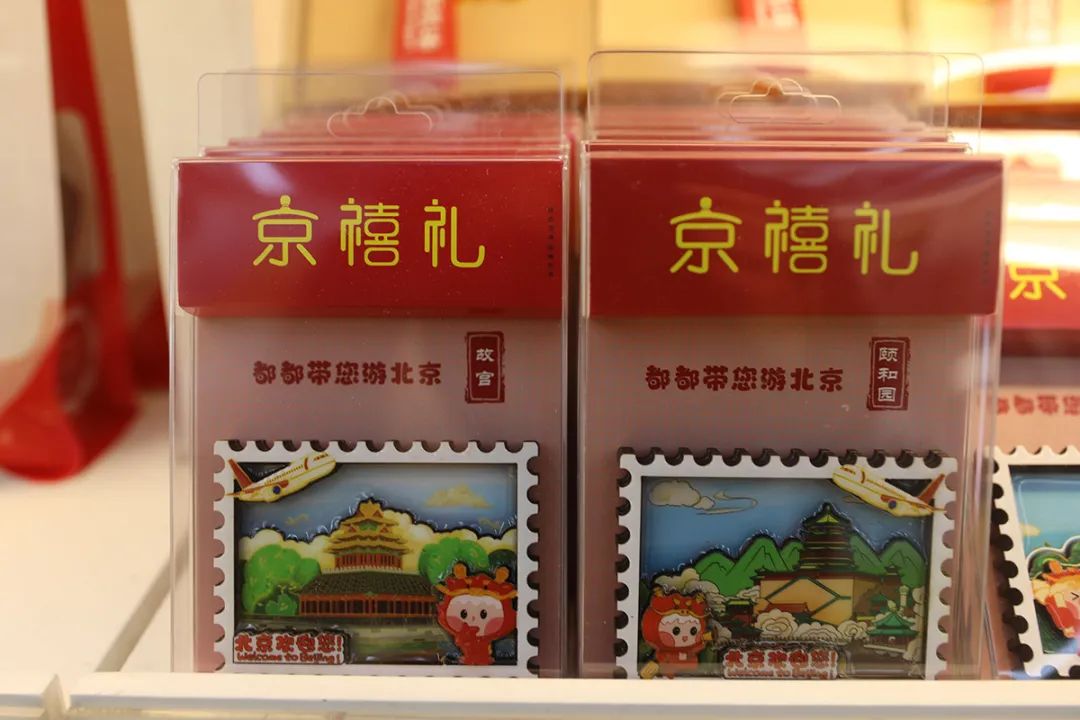 京禧礼
都都带您游北京
故宫
北京欢迎您!
Welcome to Beijing!
京禧礼
都都带您游北京
颐和园
北京欢迎您!
Welcome to Beijing!
京